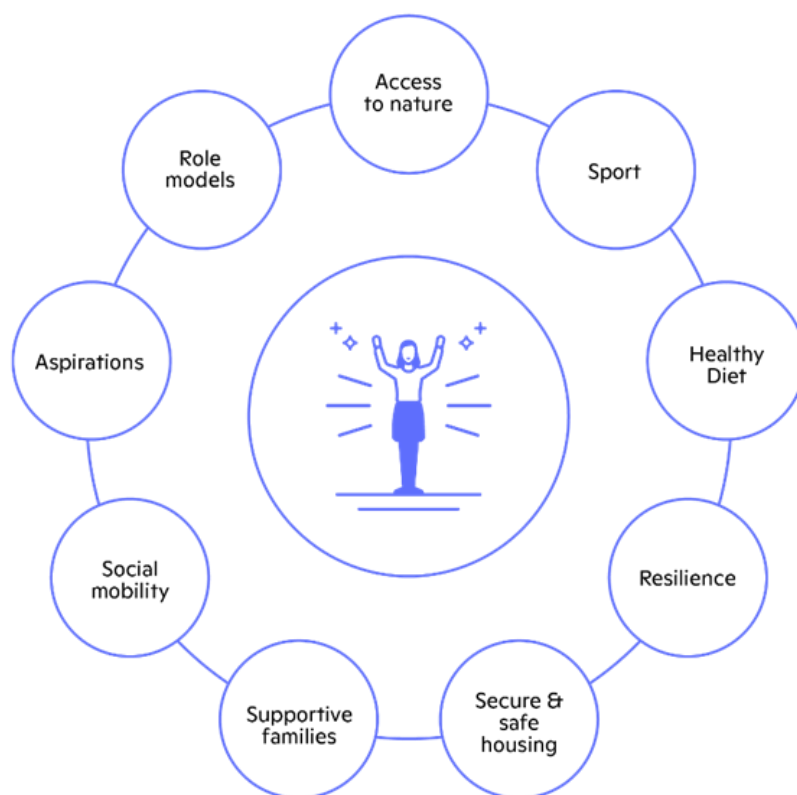 Access
to nature
Sport
Healthy
Diet
Resilience
Secure &
safe
housing
Supportive
families
Social
mobility
Aspirations
Role
models